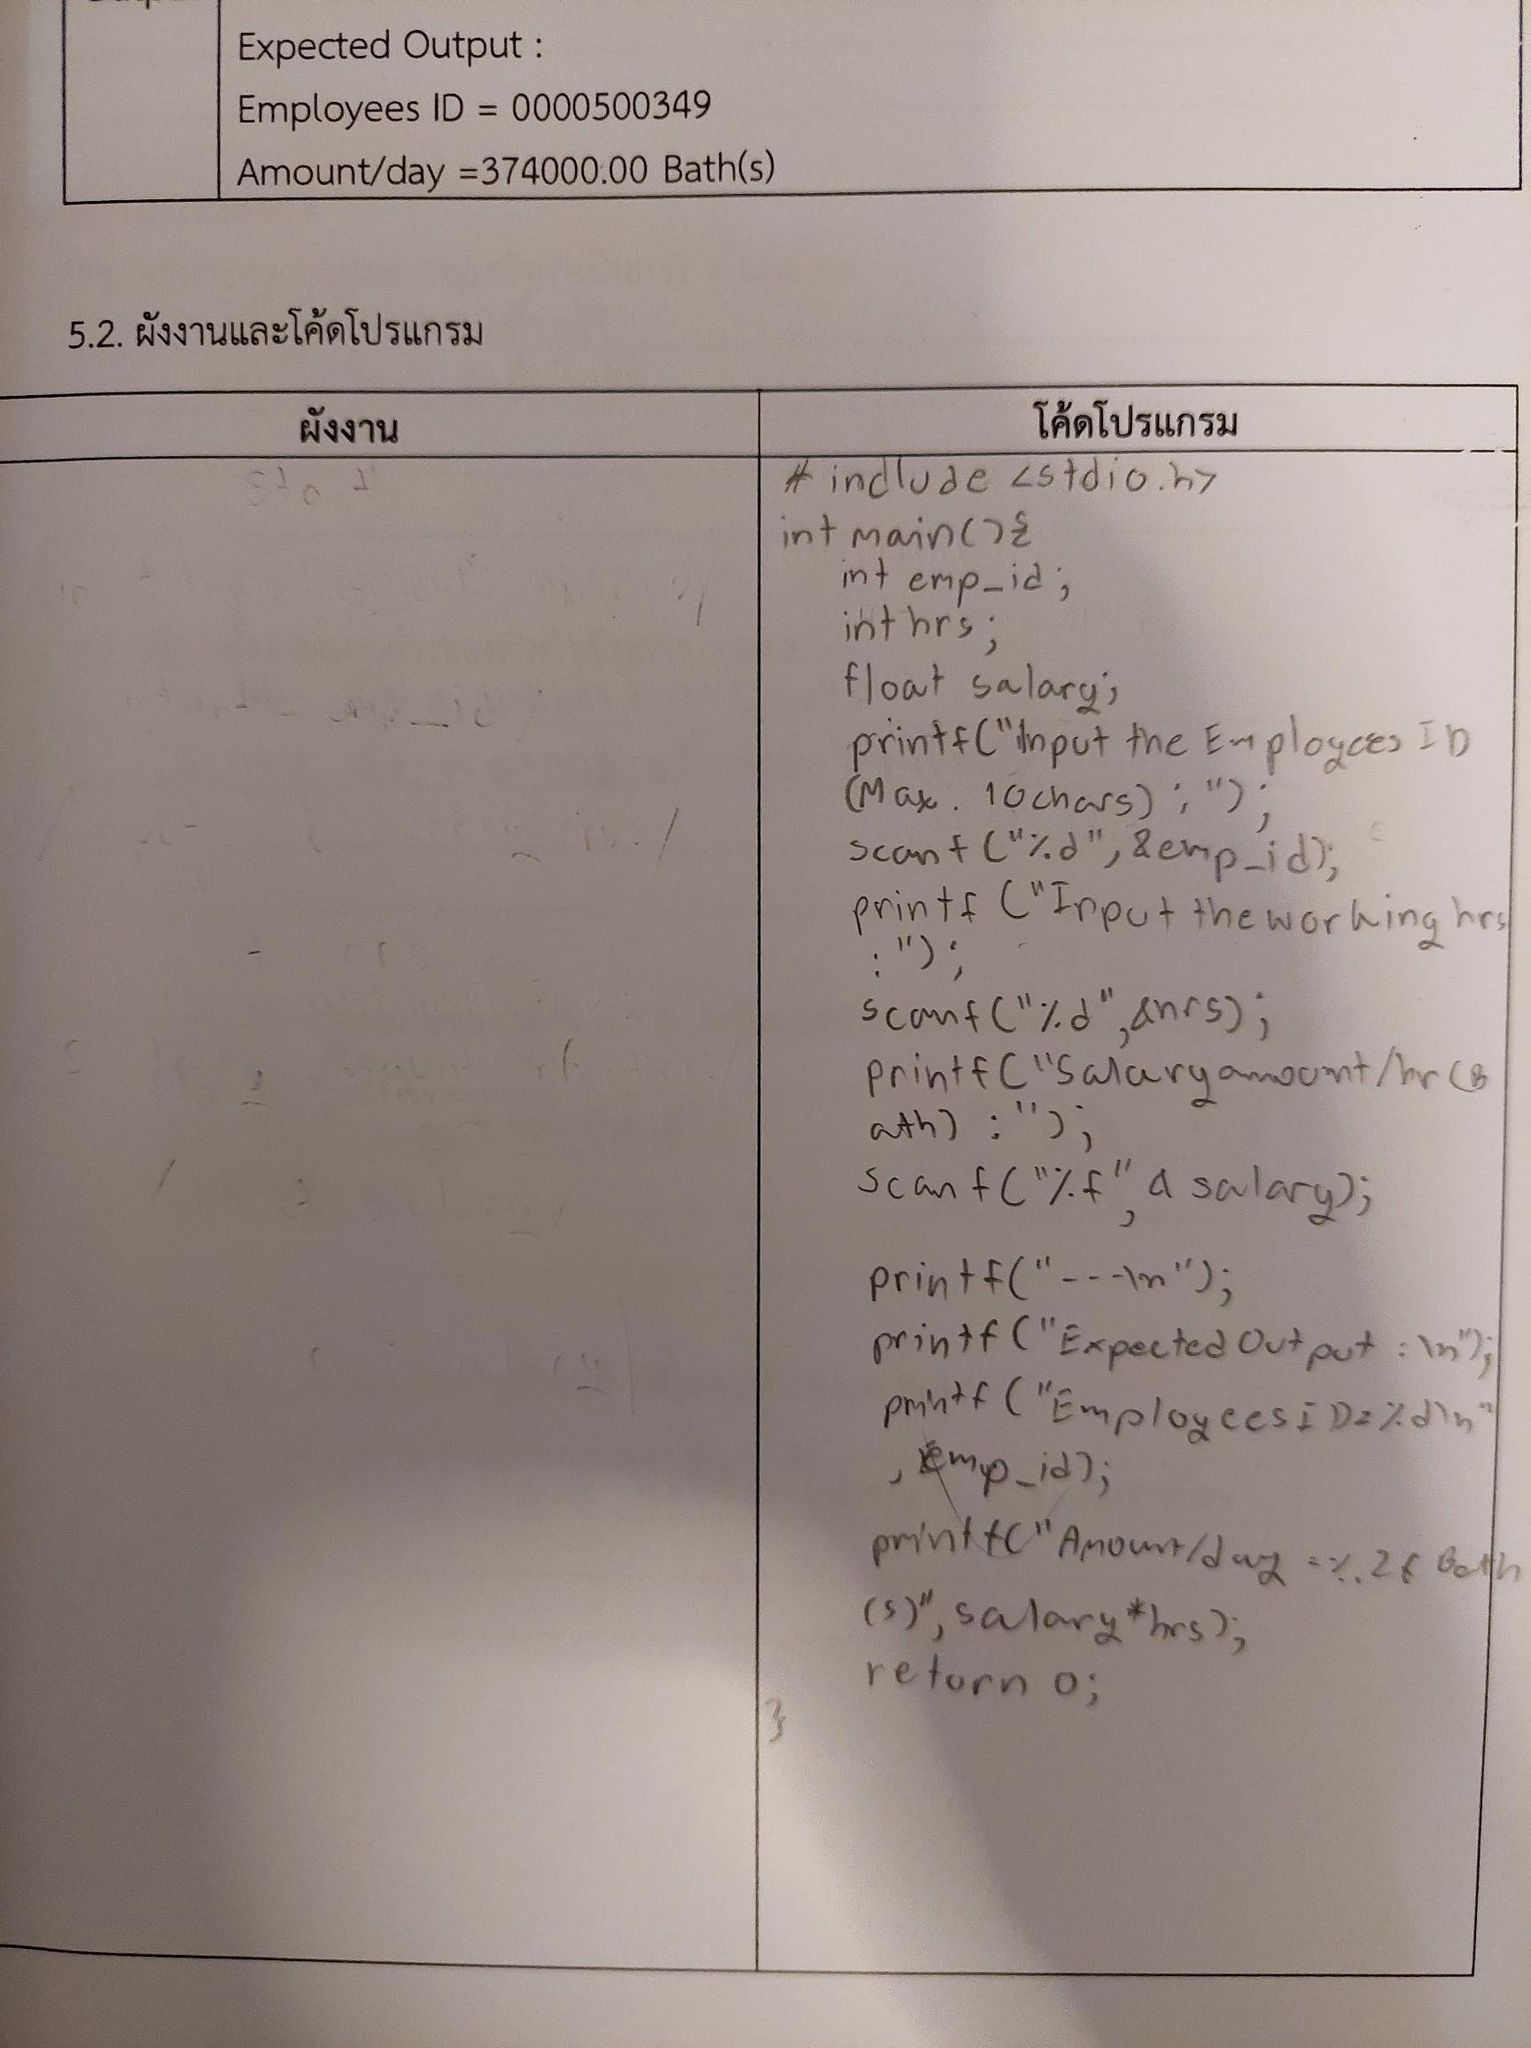 Expected Output :
Employees ID = 0000500349
Amount/day =374000.00 Bath(s)
5.2. ผังงานและโค้ดโปรแกรม
ผังงาน
โค้ดโปรแกรม
# include <stdio.h>
int main(){
int emp_id;
int hrs;
float salary;
printf("Input the Employees ID
(Max. 10chars) : ");
scanf("%d", &emp_id);
printf ("Input the working hrs
: ");
scanf("%d", &hrs);
printf("Salary amount/hr (B
ath) : ");
scanf("%f", & salary);
printf("---\n");
printf("Expected Output : \n");
printf ("Employees ID= %d\n"
, emp_id);
printf("Amount/day =%.2f Bath
(s)", salary*hrs);
return 0;
}